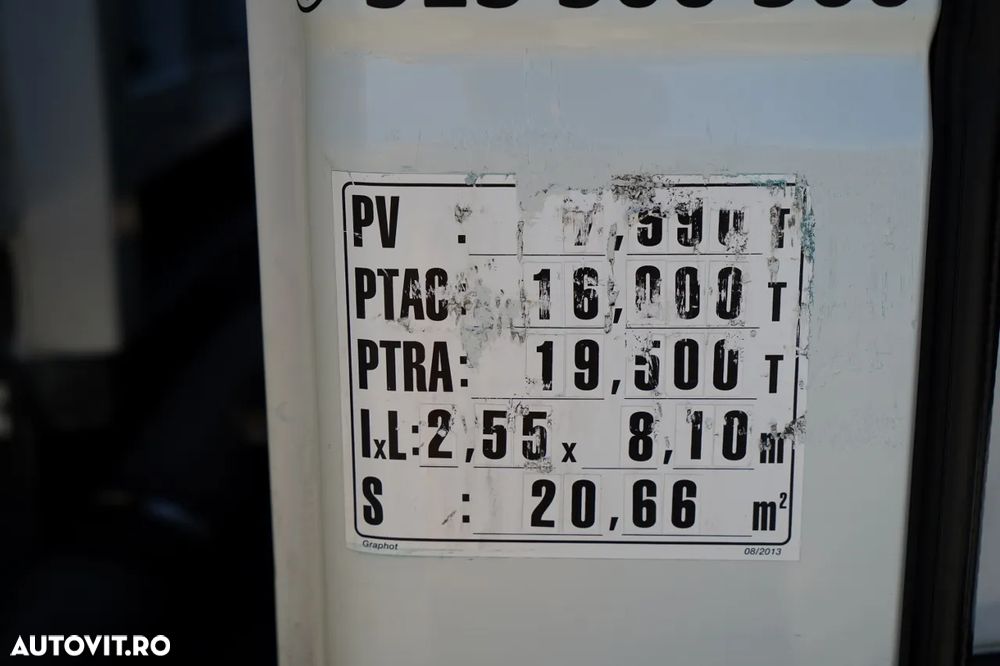 PV :
PTAC: 16,000 T
PTRA: 19,500 T
lxL: 2,55 x 8,10 m
S : 20,66 m²
Graphot 08/2013
AUTOVIT.RO